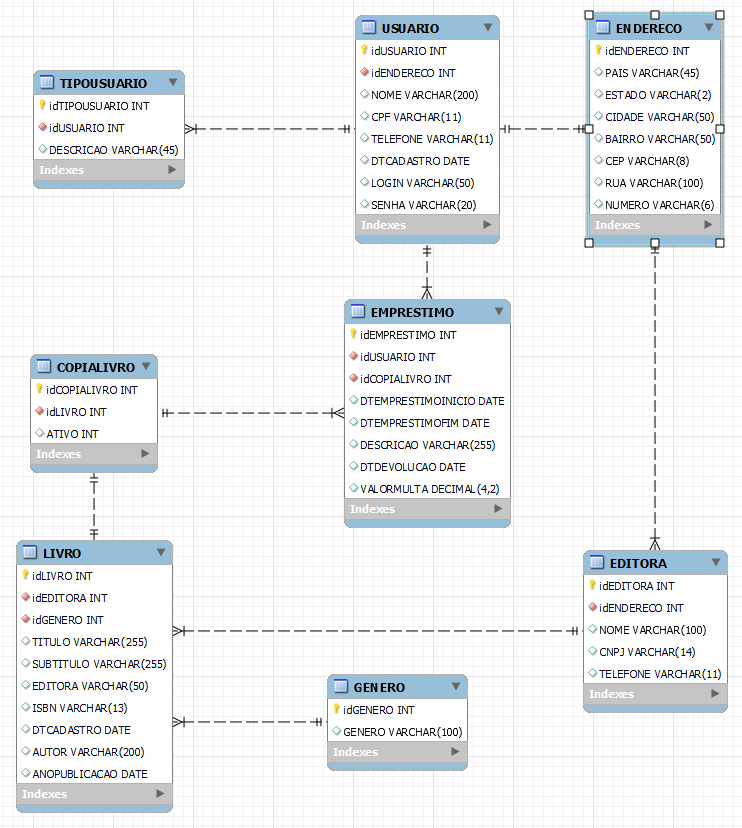 TIPOUSUARIO
idTIPOUSUARIO INT
idUSUARIO INT
DESCRICAO VARCHAR(45)
Indexes
USUARIO
idUSUARIO INT
idENDERECO INT
NOME VARCHAR(200)
CPF VARCHAR(11)
TELEFONE VARCHAR(11)
DTCADASTRO DATE
LOGIN VARCHAR(50)
SENHA VARCHAR(20)
Indexes
ENDERECO
idENDERECO INT
PAIS VARCHAR(45)
ESTADO VARCHAR(2)
CIDADE VARCHAR(50)
BAIRRO VARCHAR(50)
CEP VARCHAR(8)
RUA VARCHAR(100)
NUMERO VARCHAR(6)
Indexes
COPIALIVRO
idCOPIALIVRO INT
idLIVRO INT
ATIVO INT
Indexes
EMPRESTIMO
idEMPRESTIMO INT
idUSUARIO INT
idCOPIALIVRO INT
DTEMPRESTIMOINICIO DATE
DTEMPRESTIMOFIM DATE
DESCRICAO VARCHAR(255)
DTDEVOLUCAO DATE
VALORMULTA DECIMAL(4,2)
Indexes
LIVRO
idLIVRO INT
idEDITORA INT
idGENERO INT
TITULO VARCHAR(255)
SUBTITULO VARCHAR(255)
EDITORA VARCHAR(50)
ISBN VARCHAR(13)
DTCADASTRO DATE
AUTOR VARCHAR(200)
ANOPUBLICACAO DATE
Indexes
GENERO
idGENERO INT
GENERO VARCHAR(100)
Indexes
EDITORA
idEDITORA INT
idENDERECO INT
NOME VARCHAR(100)
CNPJ VARCHAR(14)
TELEFONE VARCHAR(11)
Indexes